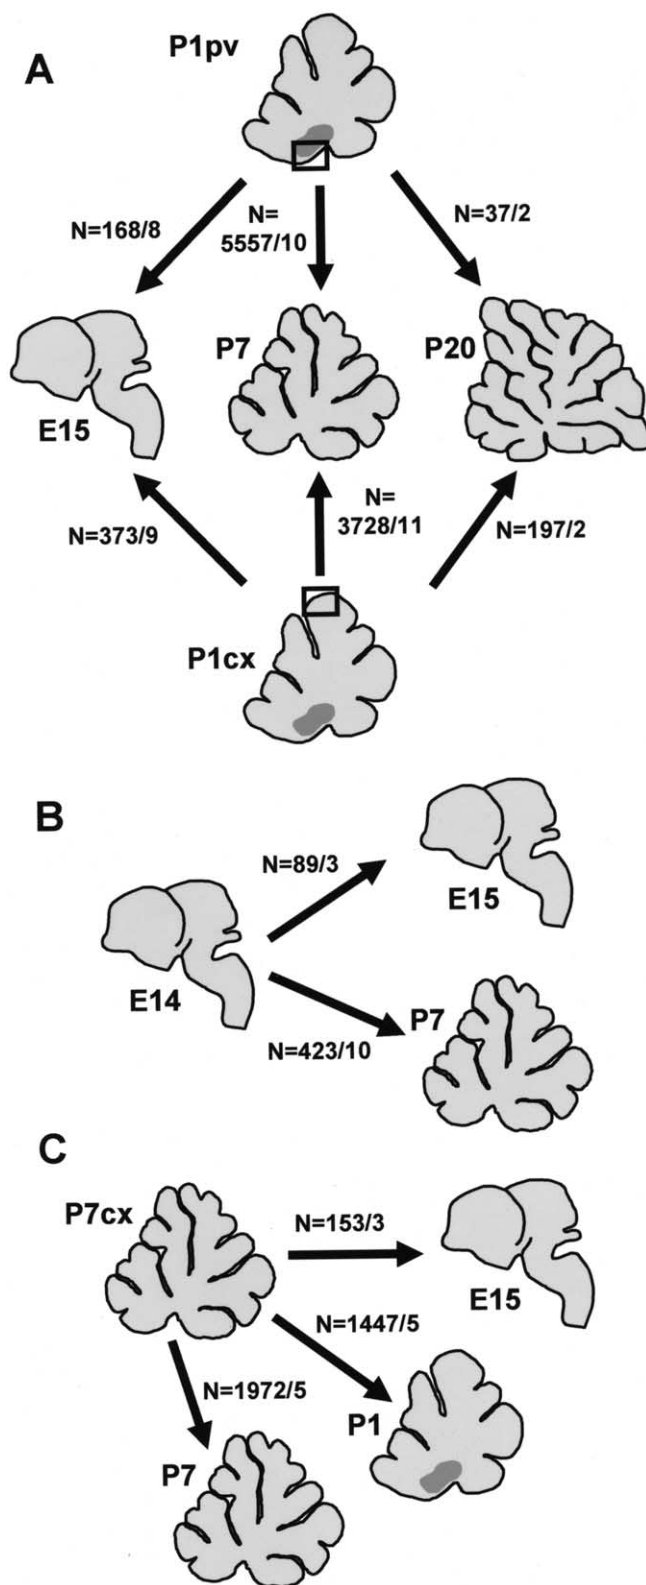 A
P1pv
N=168/8
N=
5557/10
N=37/2
E15
P7
P20
N=373/9
N=
3728/11
N=197/2
P1cx
B
N=89/3
E15
E14
P7
N=423/10
C
P7cx
N=153/3
E15
N=1447/5
N=1972/5
P1
P7